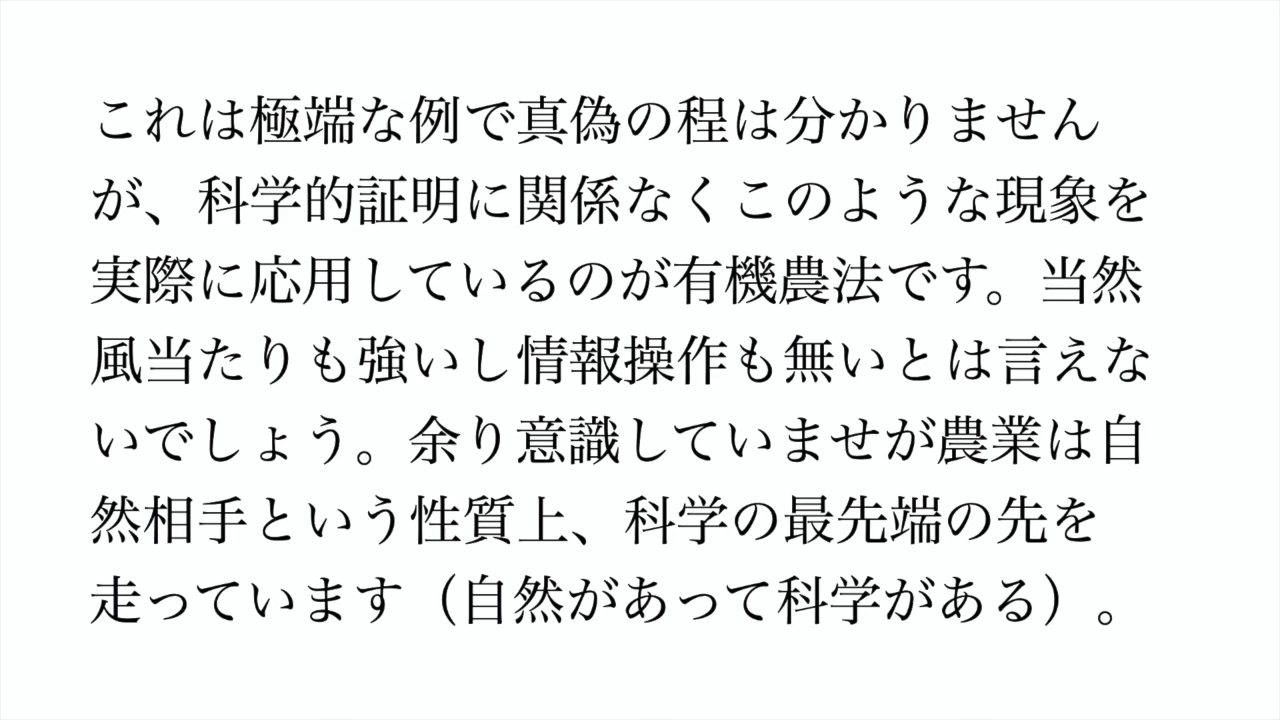 これは極端な例で真偽の程は分かりません
が、科学的証明に関係なくこのような現象を
実際に応用しているのが有機農法です。当然
風当たりも強いし情報操作も無いとは言えな
いでしょう。余り意識していませが農業は自
然相手という性質上、科学の最先端の先を
走っています（自然があって科学がある）。